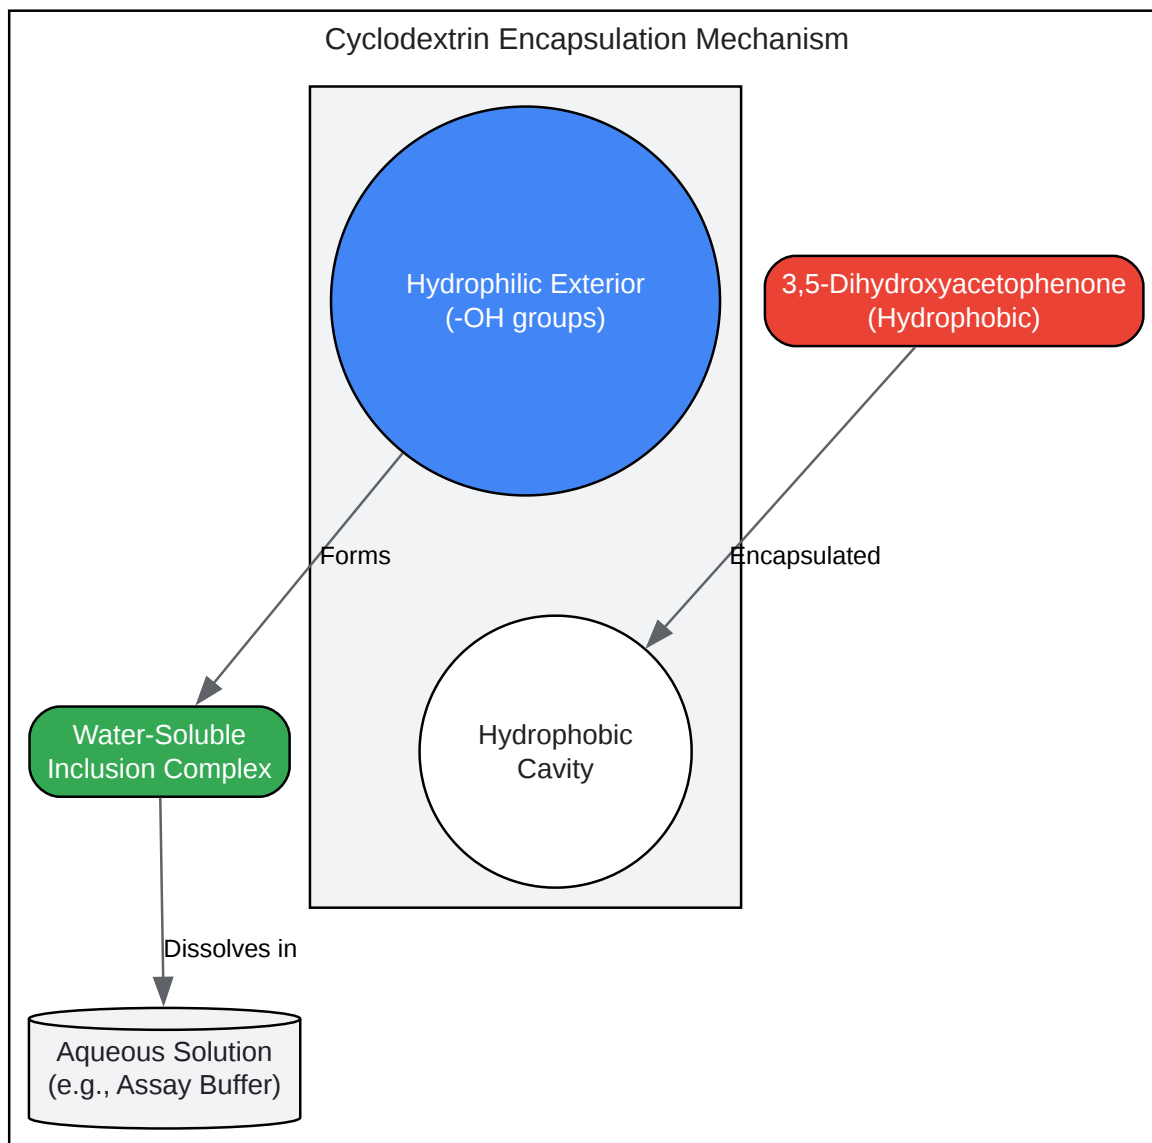 Cyclodextrin Encapsulation Mechanism
Hydrophilic Exterior
(-OH groups)
3,5-Dihydroxyacetophenone
(Hydrophobic)
Forms
Encapsulated
Water-Soluble
Inclusion Complex
Hydrophobic
Cavity
Dissolves in
Aqueous Solution
(e.g., Assay Buffer)